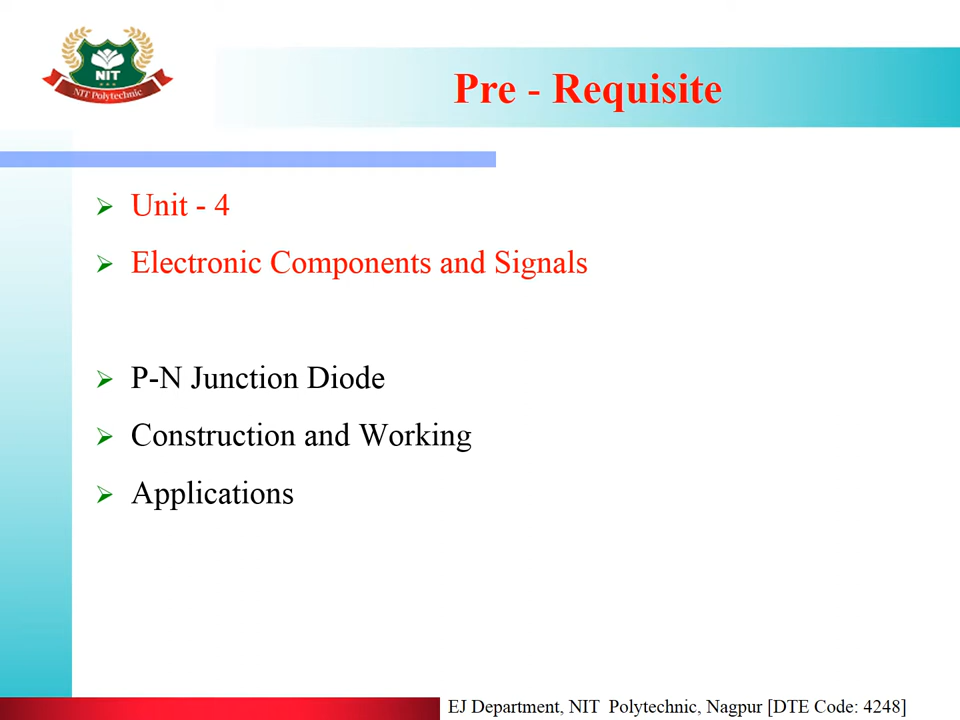 NIT
NIT Polytechnic
Pre - Requisite
Unit - 4
Electronic Components and Signals
P-N Junction Diode
Construction and Working
Applications
EJ Department, NIT Polytechnic, Nagpur [DTE Code: 4248]